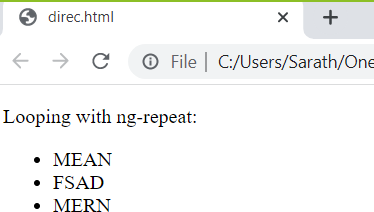 direc.html
File | C:/Users/Sarath/One
Looping with ng-repeat:
MEAN
FSAD
MERN